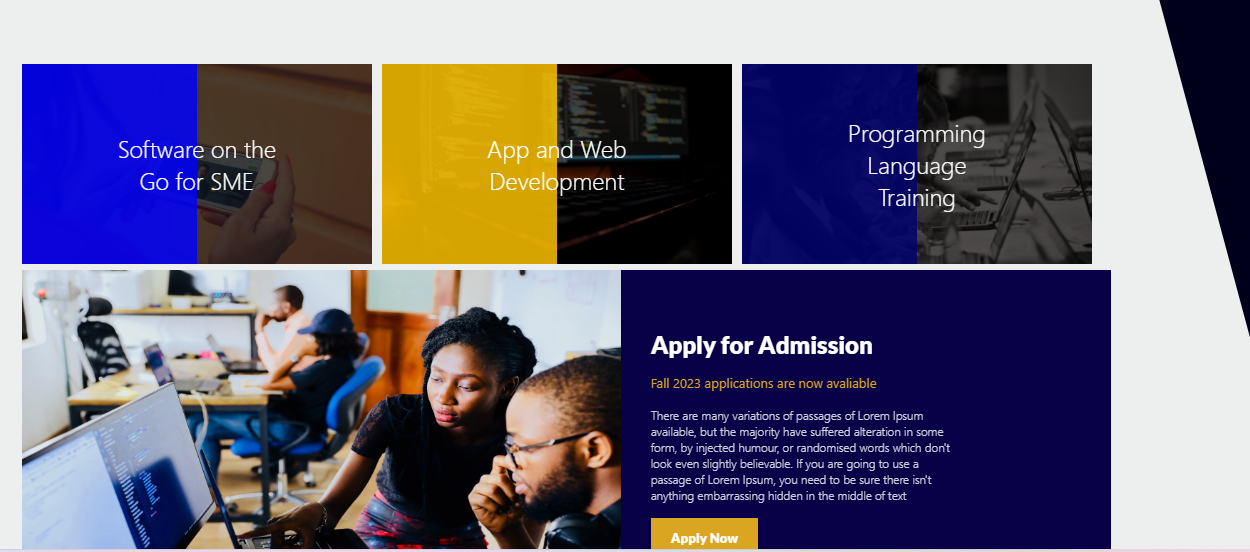 Software on the
Go for SME
App and Web
Development
Programming
Language
Training
Apply for Admission
Fall 2023 applications are now avaliable
There are many variations of passages of Lorem Ipsum
available, but the majority have suffered alteration in some
form, by injected humour, or randomised words which don't
look even slightly believable. If you are going to use a
passage of Lorem Ipsum, you need to be sure there isn't
anything embarrassing hidden in the middle of text
Apply Now